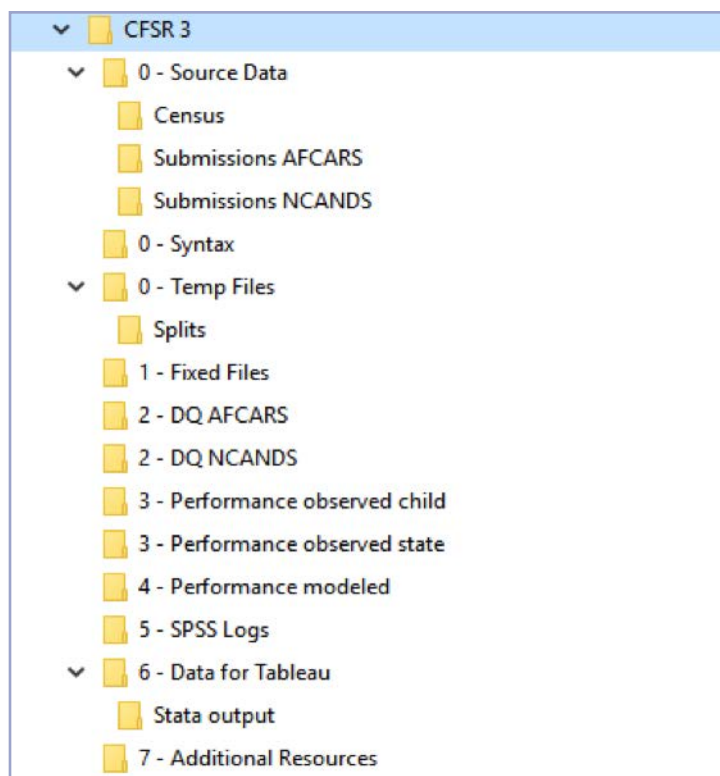 CFSR 3
0 - Source Data
Census
Submissions AFCARS
Submissions NCANDS
0 - Syntax
0 - Temp Files
Splits
1 - Fixed Files
2 - DQ AFCARS
2 - DQ NCANDS
3 - Performance observed child
3 - Performance observed state
4 - Performance modeled
5 - SPSS Logs
6 - Data for Tableau
Stata output
7 - Additional Resources